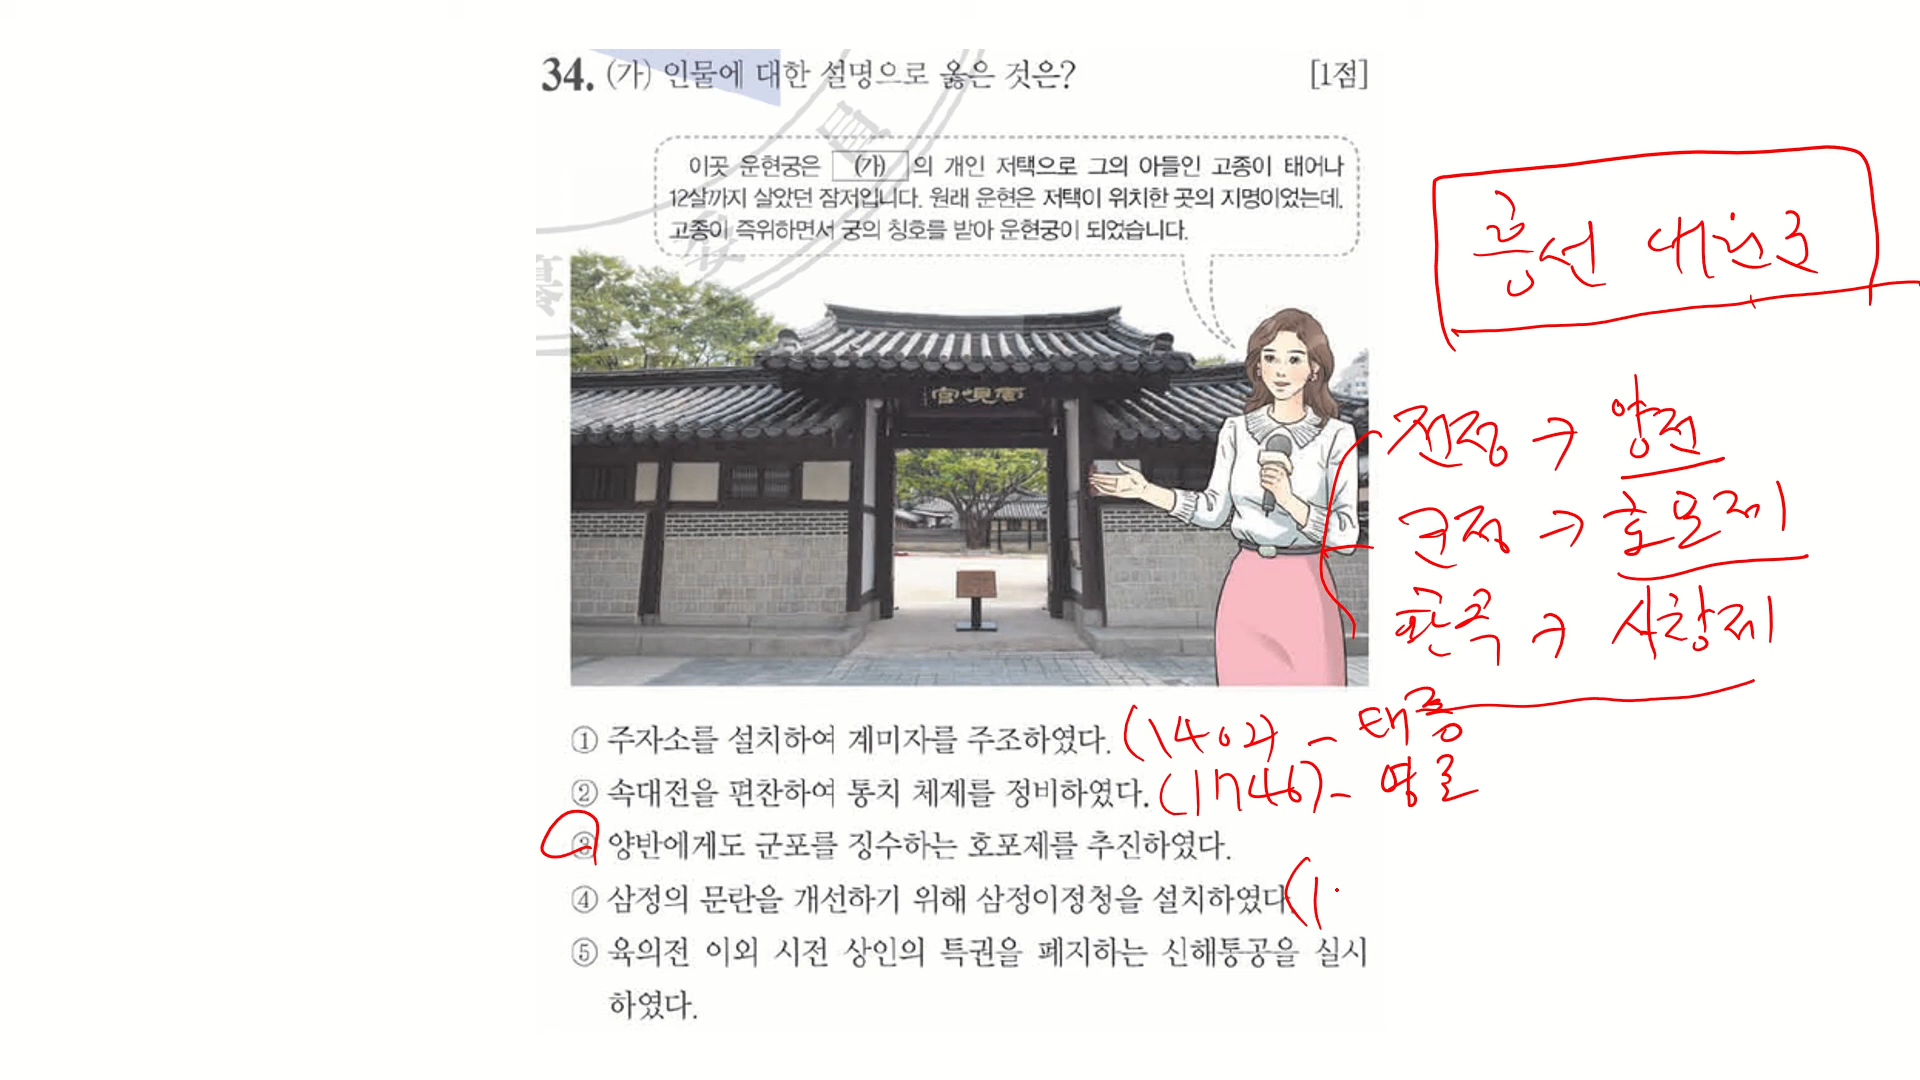 34. (가) 인물에 대한 설명으로 옳은 것은? [1점]
이곳 운현궁은 (가) 의 개인 저택으로 그의 아들인 고종이 태어나
12살까지 살았던 잠저입니다. 원래 운현은 저택이 위치한 곳의 지명이었는데,
고종이 즉위하면서 궁의 칭호를 받아 운현궁이 되었습니다.
흥선 대원군
전정 → 양전
군정 → 호포제
환곡 → 사창제
① 주자소를 설치하여 계미자를 주조하였다. (1402) - 태종
② 속대전을 편찬하여 통치 체제를 정비하였다. (1746) - 영조
③ 양반에게도 군포를 징수하는 호포제를 추진하였다.
④ 삼정의 문란을 개선하기 위해 삼정이정청을 설치하였다. (1
⑤ 육의전 이외 시전 상인의 특권을 폐지하는 신해통공을 실시
하였다.